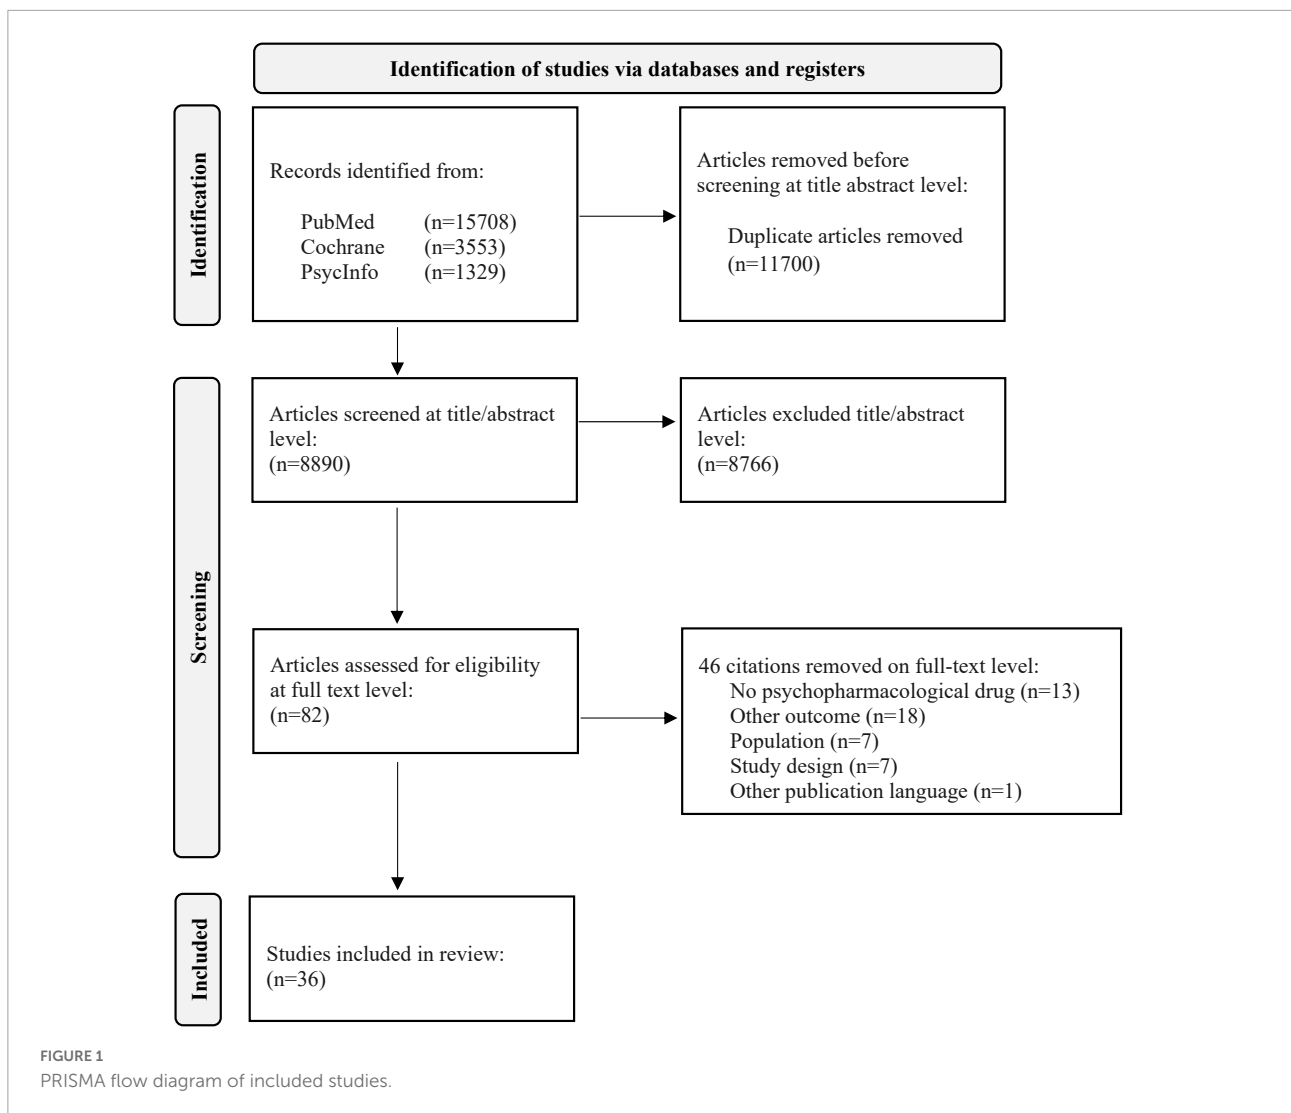 Identification of studies via databases and registers
Identification
Records identified from:
PubMed (n=15708)
Cochrane (n=3553)
PsycInfo (n=1329)
Articles removed before
screening at title abstract level:
Duplicate articles removed
(n=11700)
Screening
Articles screened at title/abstract
level:
(n=8890)
Articles excluded title/abstract
level:
(n=8766)
Articles assessed for eligibility
at full text level:
(n=82)
46 citations removed on full-text level:
No psychopharmacological drug (n=13)
Other outcome (n=18)
Population (n=7)
Study design (n=7)
Other publication language (n=1)
Included
Studies included in review:
(n=36)
FIGURE 1
PRISMA flow diagram of included studies.